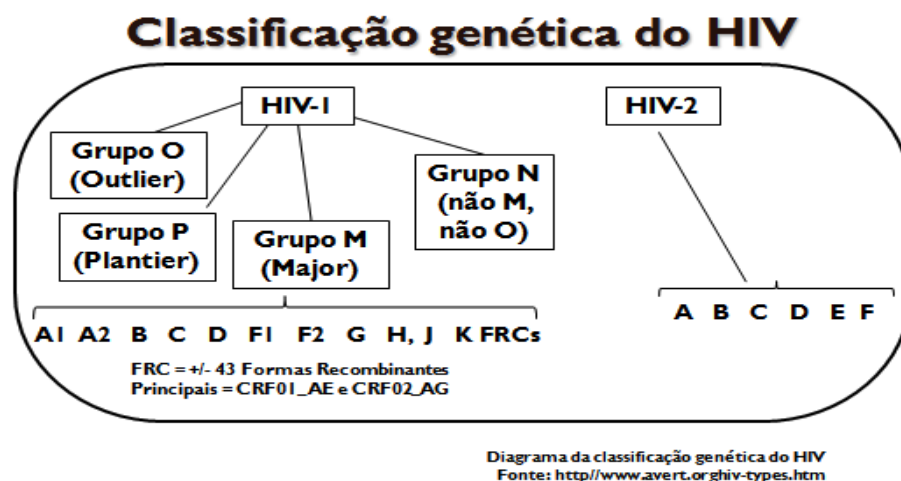 Classificação genética do HIV
HIV-1
HIV-2
Grupo O
(Outlier)
Grupo P
(Plantier)
Grupo M
(Major)
Grupo N
(não M,
não O)
A1 A2 B C D F1 F2 G H, J K FRCs
A B C D E F
FRC = +/- 43 Formas Recombinantes
Principais = CRF01_AE e CRF02_AG
Diagrama da classificação genética do HIV
Fonte: http//www.avert.orghiv-types.htm